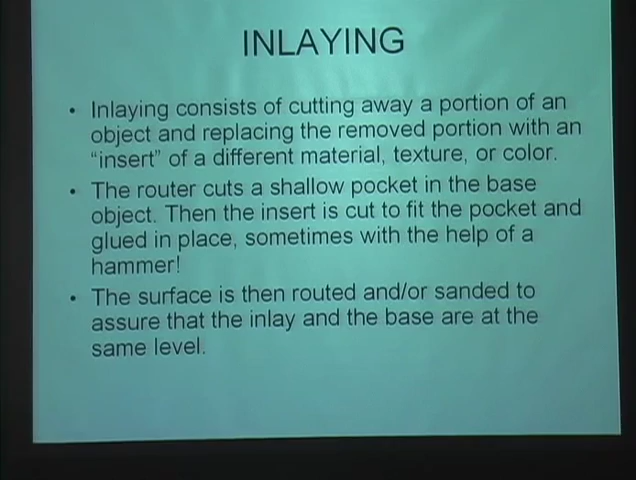 INLAYING
• Inlaying consists of cutting away a portion of an
object and replacing the removed portion with an
“insert” of a different material, texture, or color.
• The router cuts a shallow pocket in the base
object. Then the insert is cut to fit the pocket and
glued in place, sometimes with the help of a
hammer!
• The surface is then routed and/or sanded to
assure that the inlay and the base are at the
same level.